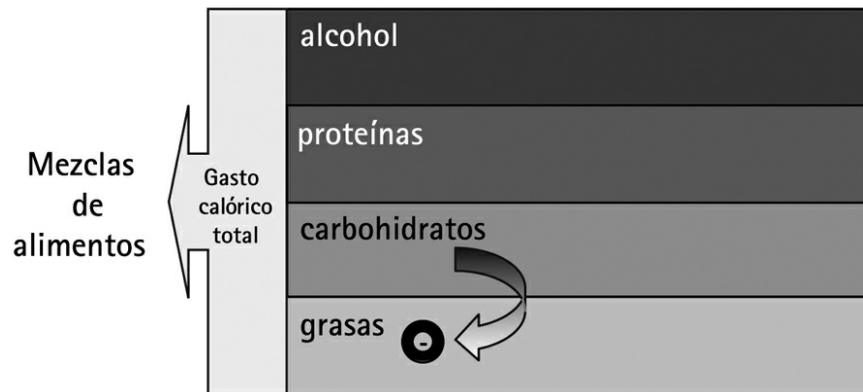 alcohol
proteínas
Mezclas
de
alimentos
Gasto
calórico
total
carbohidratos
grasas
-